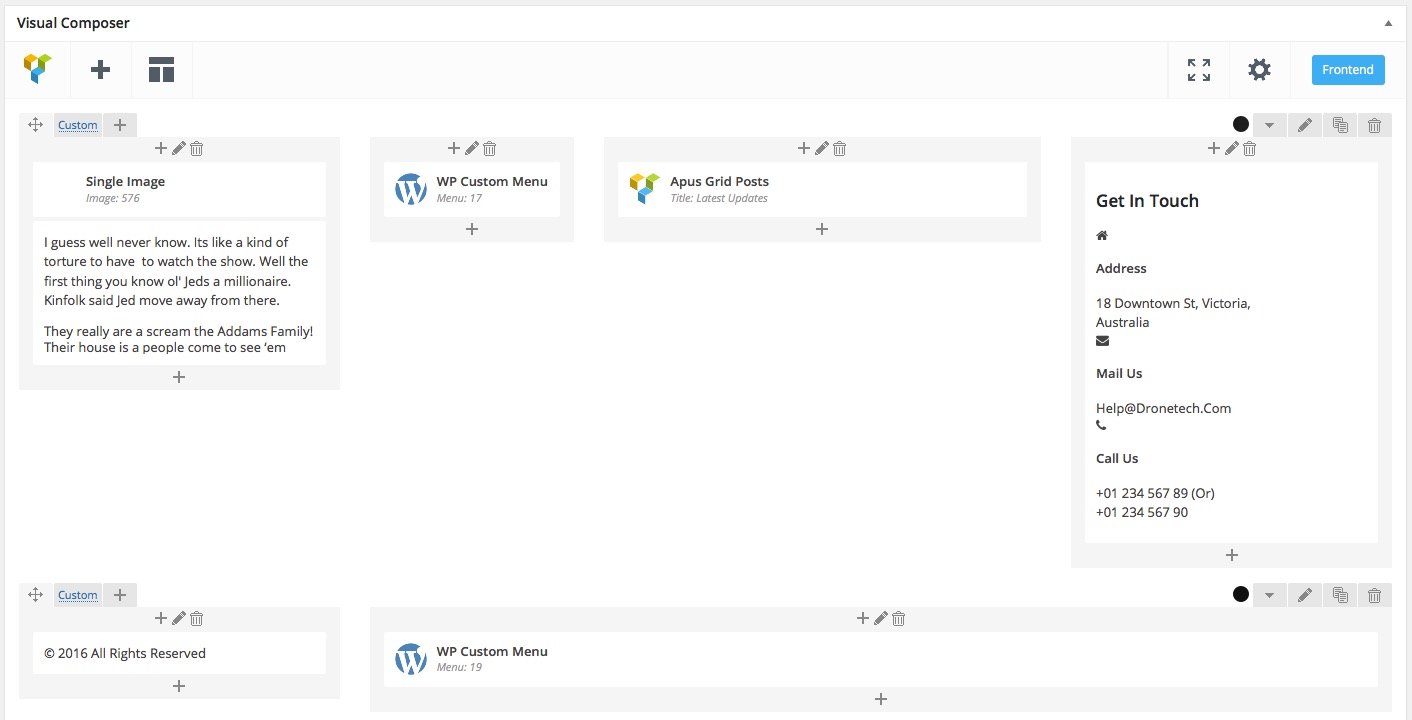 Visual Composer
Frontend
Custom
Single Image
Image: 576
I guess well never know. Its like a kind of
torture to have to watch the show. Well the
first thing you know ol' Jeds a millionaire.
Kinfolk said Jed move away from there.
They really are a scream the Addams Family!
Their house is a people come to see ‘em
WP Custom Menu
Menu: 17
Apus Grid Posts
Title: Latest Updates
Get In Touch
Address
18 Downtown St, Victoria,
Australia
Mail Us
Help@Dronetech.Com
Call Us
+01 234 567 89 (Or)
+01 234 567 90
Custom
© 2016 All Rights Reserved
WP Custom Menu
Menu: 19